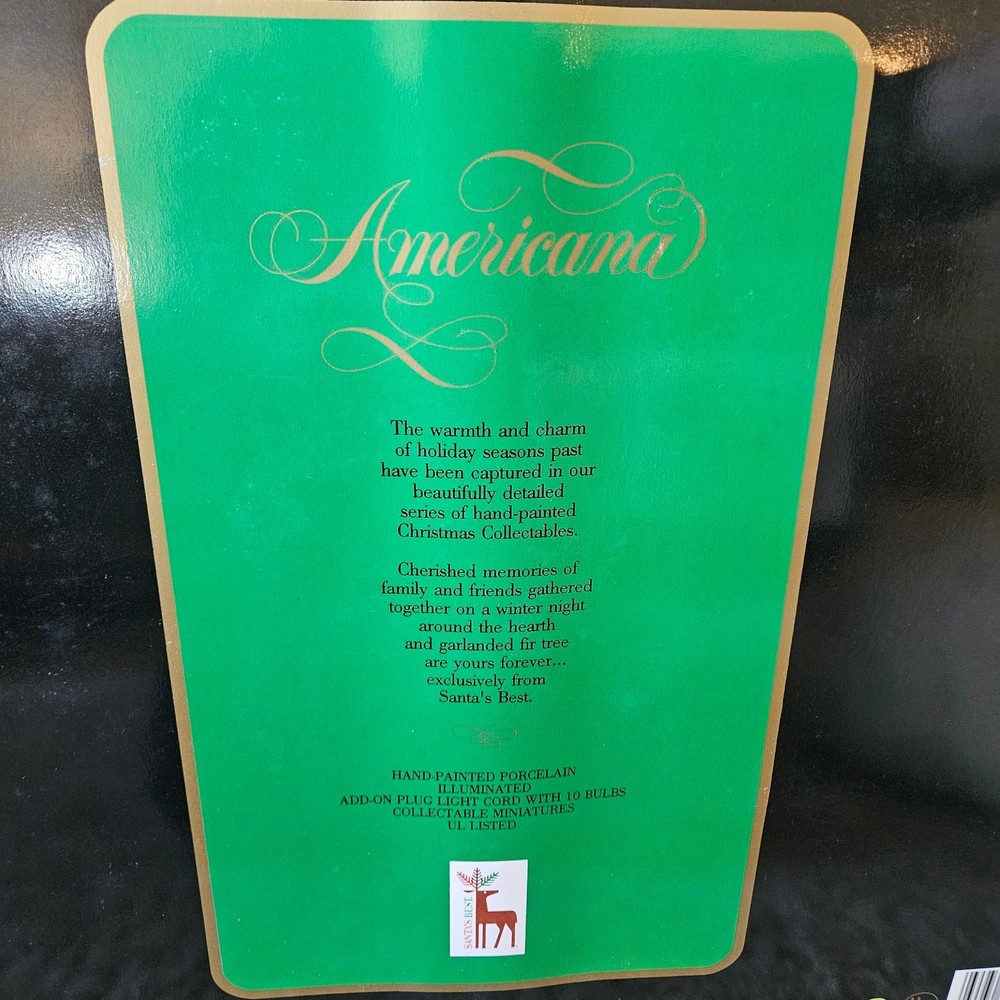 Americana
The warmth and charm
of holiday seasons past
have been captured in our
beautifully detailed
series of hand-painted
Christmas Collectables.
Cherished memories of
family and friends gathered
together on a winter night
around the hearth
and garlanded fir tree
are yours forever...
exclusively from
Santa's Best.
HAND-PAINTED PORCELAIN
ILLUMINATED
ADD-ON PLUG LIGHT CORD WITH 10 BULBS
COLLECTABLE MINIATURES
UL LISTED
SANTA'S BEST